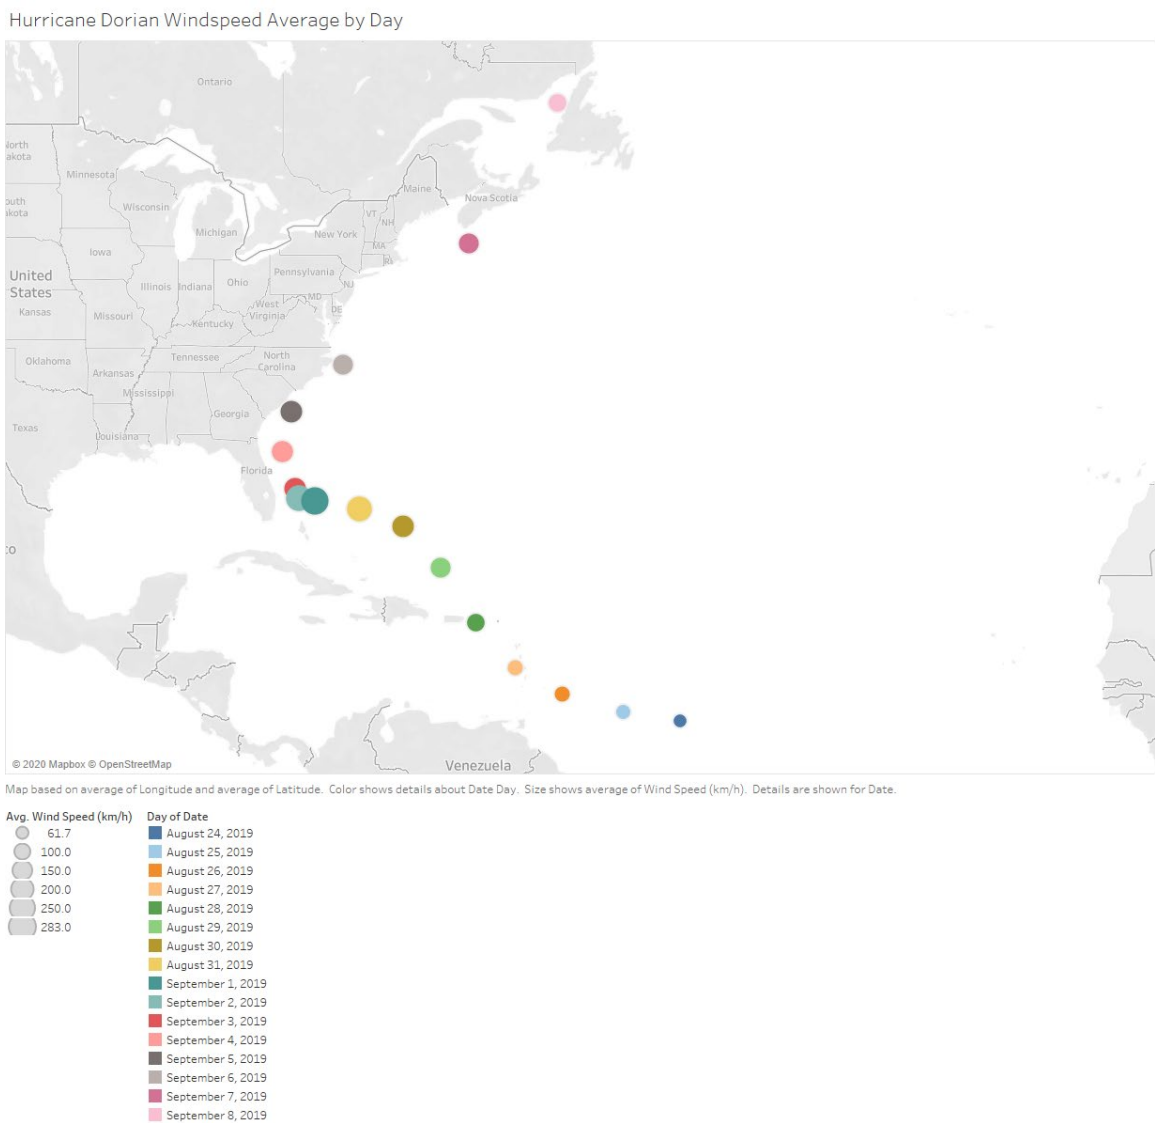 Hurricane Dorian Windspeed Average by Day
Ontario
North
akota
Minnesota
Maine
outh
akota
Wisconsin
Nova Scotia
VT
NH
Michigan
New York
MA
Iowa
RI
United
States
Pennsylvania
Illinois
Indiana
Ohio
NJ
MD
West
Virginia
DE
Kansas
Missouri
Kentucky
Oklahoma
Tennessee
North
Carolina
Arkansas
Mississippi
Georgia
Texas
Louisiana
Florida
co
Venezuela
© 2020 Mapbox © OpenStreetMap
Map based on average of Longitude and average of Latitude. Color shows details about Date Day. Size shows average of Wind Speed (km/h). Details are shown for Date.
Avg. Wind Speed (km/h)
61.7
100.0
150.0
200.0
250.0
283.0
Day of Date
August 24, 2019
August 25, 2019
August 26, 2019
August 27, 2019
August 28, 2019
August 29, 2019
August 30, 2019
August 31, 2019
September 1, 2019
September 2, 2019
September 3, 2019
September 4, 2019
September 5, 2019
September 6, 2019
September 7, 2019
September 8, 2019